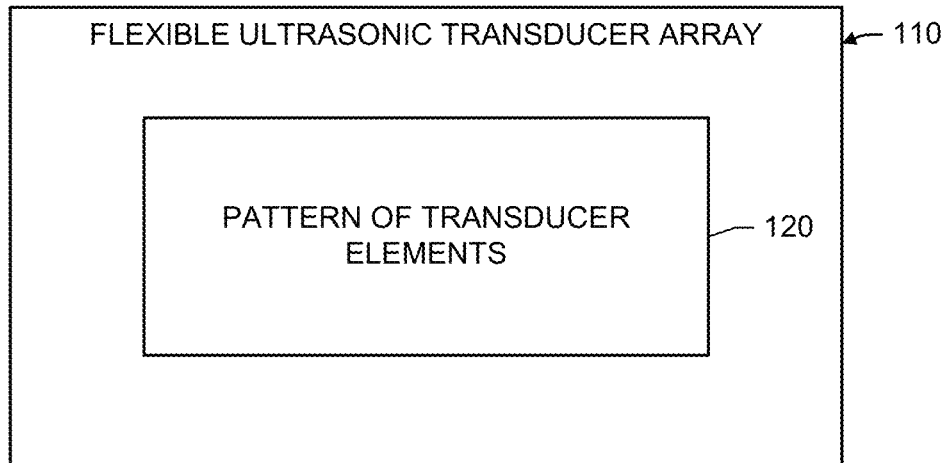 FLEXIBLE ULTRASONIC TRANSDUCER ARRAY
110
PATTERN OF TRANSDUCER
ELEMENTS
120